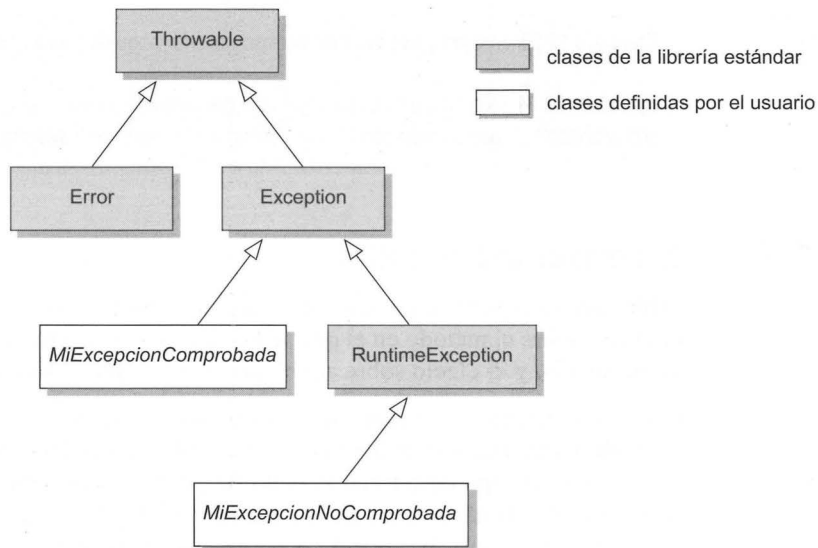 Throwable
clases de la librería estándar
clases definidas por el usuario
Error
Exception
MiExcepcionComprobada
RuntimeException
MiExcepcionNoComprobada